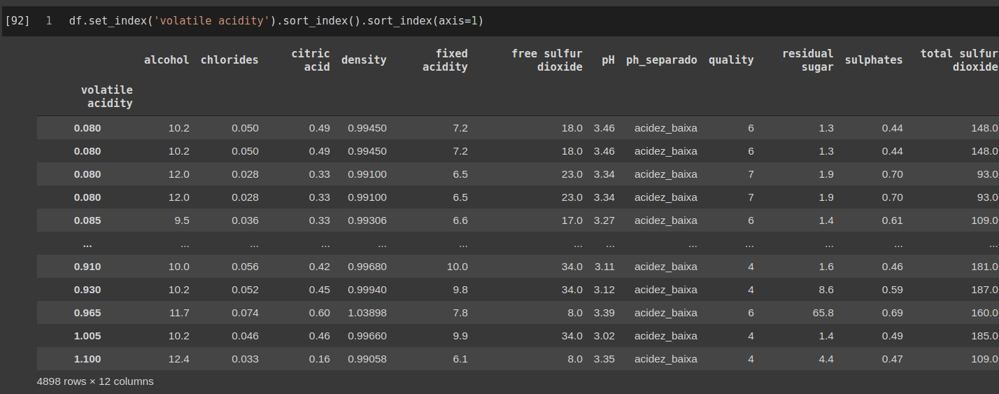 [92] 1 df.set_index('volatile acidity').sort_index().sort_index(axis=1)
alcohol chlorides citric acid density fixed acidity free sulfur dioxide pH ph_separado quality residual sugar sulphates total sulfur dioxide
volatile acidity
0.080 10.2 0.050 0.49 0.99450 7.2 18.0 3.46 acidez_baixa 6 1.3 0.44 148.0
0.080 10.2 0.050 0.49 0.99450 7.2 18.0 3.46 acidez_baixa 6 1.3 0.44 148.0
0.080 12.0 0.028 0.33 0.99100 6.5 23.0 3.34 acidez_baixa 7 1.9 0.70 93.0
0.080 12.0 0.028 0.33 0.99100 6.5 23.0 3.34 acidez_baixa 7 1.9 0.70 93.0
0.085 9.5 0.036 0.33 0.99306 6.6 17.0 3.27 acidez_baixa 6 1.4 0.61 109.0
... ... ... ... ... ... ... ... ... ... ... ... ...
0.910 10.0 0.056 0.42 0.99680 10.0 34.0 3.11 acidez_baixa 4 1.6 0.46 181.0
0.930 10.2 0.052 0.45 0.99940 9.8 34.0 3.12 acidez_baixa 4 8.6 0.59 187.0
0.965 11.7 0.074 0.60 1.03898 7.8 8.0 3.39 acidez_baixa 6 65.8 0.69 160.0
1.005 10.2 0.046 0.46 0.99660 9.9 34.0 3.02 acidez_baixa 4 1.4 0.49 185.0
1.100 12.4 0.033 0.16 0.99058 6.1 8.0 3.35 acidez_baixa 4 4.4 0.47 109.0
4898 rows × 12 columns